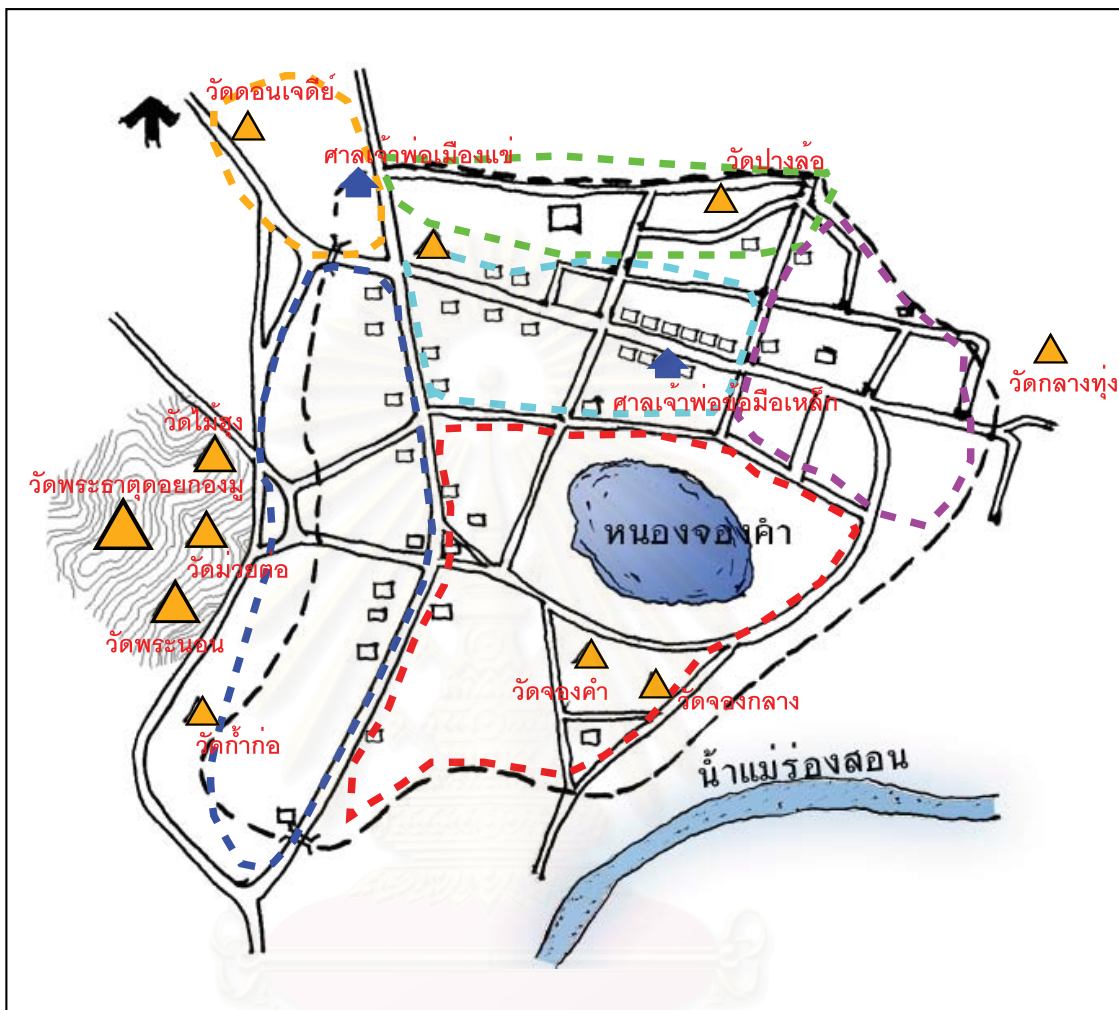 วัดดอนเจดีย์
ศาลเจ้าพ่อเมืองแข่
วัดปางล้อ
วัดกลางทุ่ง
ศาลเจ้าพ่อข้อมือเหล็ก
วัดไม้ฮุง
วัดพระธาตุดอยกองมู
หนองจองคำ
วัดม่วยต่อ
วัดพระนอน
วัดจองคำ
วัดจองกลาง
วัดก้ำก่อ
น้ำแม่ร่องสอน